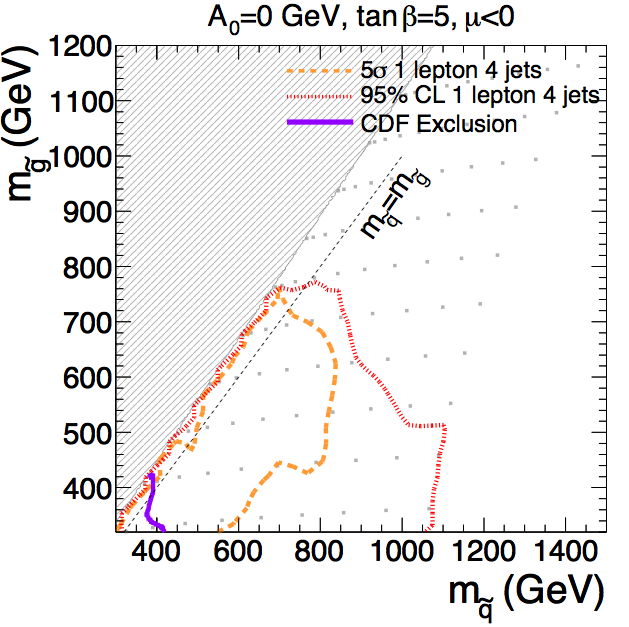 A₀=0 GeV, tanβ=5, μ<0
m_g̃ (GeV)
1200
1100
1000
900
800
700
600
500
400
5σ 1 lepton 4 jets
95% CL 1 lepton 4 jets
CDF Exclusion
m_q̃=m_g̃
400 600 800 1000 1200 1400
m_q̃ (GeV)